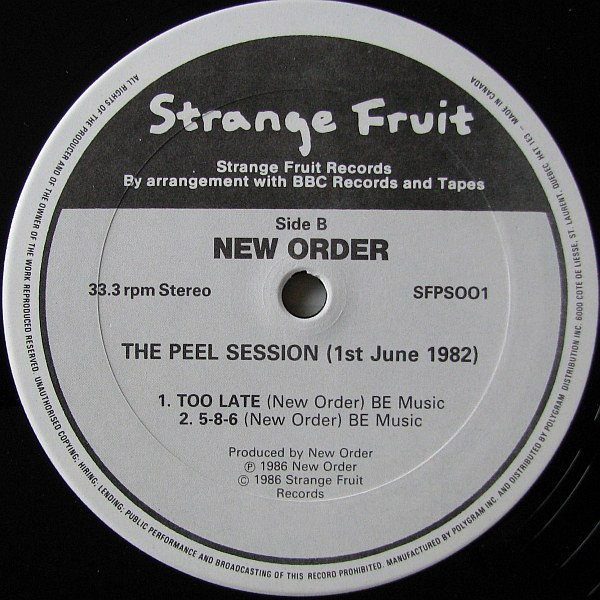 Strange Fruit
Strange Fruit Records
By arrangement with BBC Records and Tapes
Side B
NEW ORDER
33.3 rpm Stereo
SFPS001
THE PEEL SESSION (1st June 1982)
1. TOO LATE (New Order) BE Music
2. 5-8-6 (New Order) BE Music
Produced by New Order
℗ 1986 New Order
© 1986 Strange Fruit
Records
ALL RIGHTS OF THE PRODUCER AND OF THE OWNER OF THE WORK REPRODUCED RESERVED. UNAUTHORISED COPYING, HIRING, LENDING, PUBLIC PERFORMANCE AND BROADCASTING OF THIS RECORD PROHIBITED. MANUFACTURED BY POLYGRAM INC. AND DISTRIBUTED BY POLYGRAM DISTRIBUTION INC. 6000 COTE DE LIESSE, ST. LAURENT, QUEBEC H4T 1E3 – MADE IN CANADA